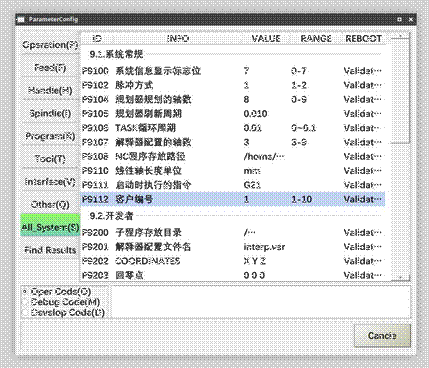 ParameterConfig
ID INFO VALUE RANGE REBOOT
Operation(P)
Feed(F)
Handle(H)
Spindle(I)
Program(R)
Tool(T)
Interface(V)
Other(Q)
All_System(S)
Find Results
9.1.系统常规
P9100 系统信息显示标志位 7 0-7 Validat···
P9102 脉冲方式 1 1-2 Validat···
P9104 规划器规划的轴数 8 0-9 Validat···
P9105 规划器刷新周期 0.010 Validat···
P9106 TASK循环周期 0.01 0-0.1 Validat···
P9107 解释器配置的轴数 3 3-9 Validat···
P9108 NC程序存放路径 /home/··· Validat···
P9110 线性轴长度单位 mm Validat···
P9111 启动时执行的指令 G21 Validat···
P9112 客户编号 1 1-10 Validat···
9.2.开发者
P9200 子程序存放目录 /··· Validat···
P9201 解释器配置文件名 interp.var Validat···
P9202 COORDINATES X Y Z Validat···
P9203 回零点 0 0 0 Validat···
Oper Code(O)
Debug Code(M)
Develop Code(D)
Cancle